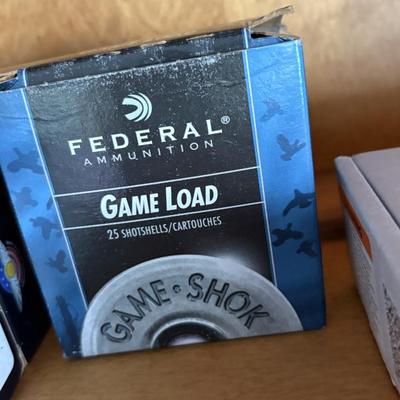 FEDERAL®
AMMUNITION
GAME LOAD
25 SHOTSHELLS/CARTOUCHES
GAME•SHOK